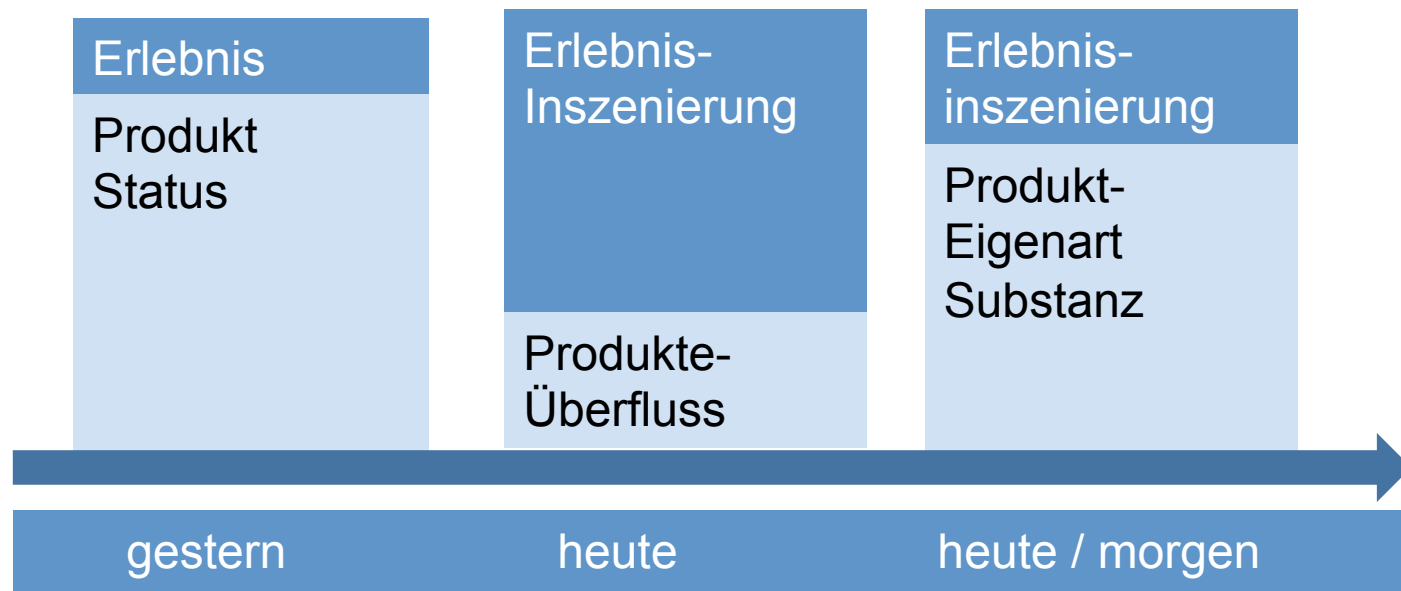 Erlebnis
Produkt
Status
Erlebnis-
Inszenierung
Produkte-
Überfluss
Erlebnis-
inszenierung
Produkt-
Eigenart
Substanz
gestern
heute
heute / morgen